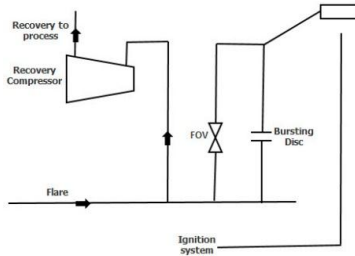 Recovery to
process
Recovery
Compressor
FOV
Bursting
Disc
Flare
Ignition
system